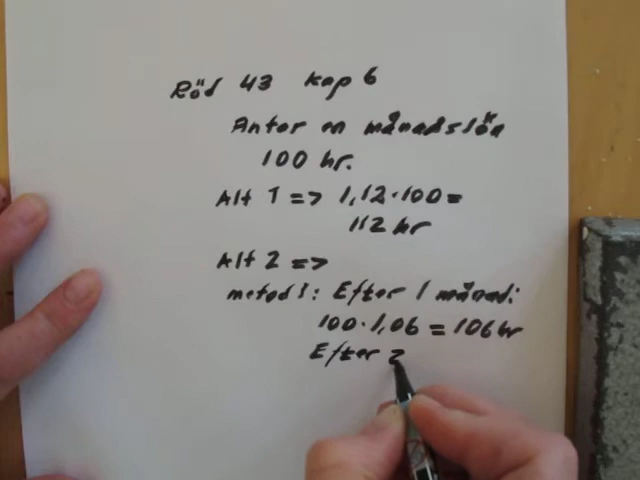 Röd 43 kap 6
Antar en månadslön
100 kr.
Alt 1 => 1,12·100=
112 kr
Alt 2 =>
metod 1: Efter 1 månad:
100·1,06 = 106 kr
Efter 2